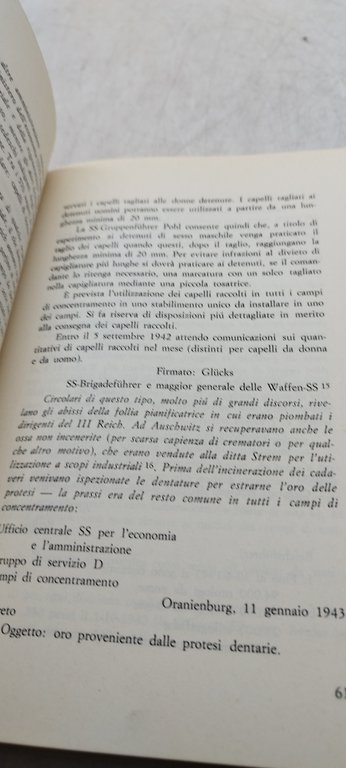 servati i capelli tagliati alle donne detenute. I capelli tagliati ai
detenuti uomini potranno essere utilizzati a partire da una lun-
ghezza minima di 20 mm.
La SS-Gruppenführer Pohl consente quindi che, a titolo di
esperimento ai detenuti di sesso maschile venga praticato il
taglio dei capelli quando questi, dopo il taglio, raggiungano la
lunghezza minima di 20 mm. Per evitare infrazioni al divieto di
capigliature più lunghe si dovrà praticare ai detenuti, se il coman-
dante lo ritenga necessario, una marcatura con un solco tagliato
nella capigliatura mediante una piccola tosatrice.
È prevista l'utilizzazione dei capelli raccolti in tutti i campi
di concentramento in uno stabilimento unico da installare in uno
dei campi. Si fa riserva di disposizioni più dettagliate in merito
alla consegna dei capelli raccolti.
Entro il 5 settembre 1942 attendo comunicazioni sui quan-
titativi di capelli raccolti nel mese (distinti per capelli da donna
e da uomo).
Firmato: Glücks
SS-Brigadeführer e maggior generale delle Waffen-SS 15
Circolari di questo tipo, molto più di grandi discorsi, rive-
lano gli abissi della follia pianificatrice in cui erano piombati i
dirigenti del III Reich. Ad Auschwitz si recuperavano anche le
ossa non incenerite (per scarsa capienza di crematori o per qual-
che altro motivo), che erano vendute alla ditta Strem per l'uti-
lizzazione a scopi industriali 16. Prima dell'incinerazione dei cada-
veri venivano ispezionate le dentature per estrarne l'oro delle
protesi — la prassi era del resto comune in tutti i campi di
concentramento:
Ufficio centrale SS per l'economia
e l'amministrazione
ruppo di servizio D
mpi di concentramento
Oranienburg, 11 gennaio 1943
reto
Oggetto: oro proveniente dalle protesi dentarie.
61